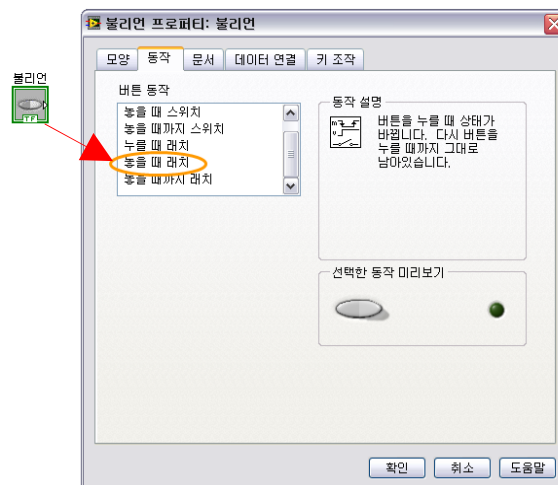 불리언 프로퍼티: 불리언
모양 동작 문서 데이터 연결 키 조작
불리언
TF
버튼 동작
놓을 때 스위치
놓을 때까지 스위치
누를 때 래치
놓을 때 래치
놓을 때까지 래치
동작 설명
버튼을 누를 때 상태가
바뀝니다. 다시 버튼을
누를 때까지 그대로
남아있습니다.
선택한 동작 미리보기
확인 취소 도움말